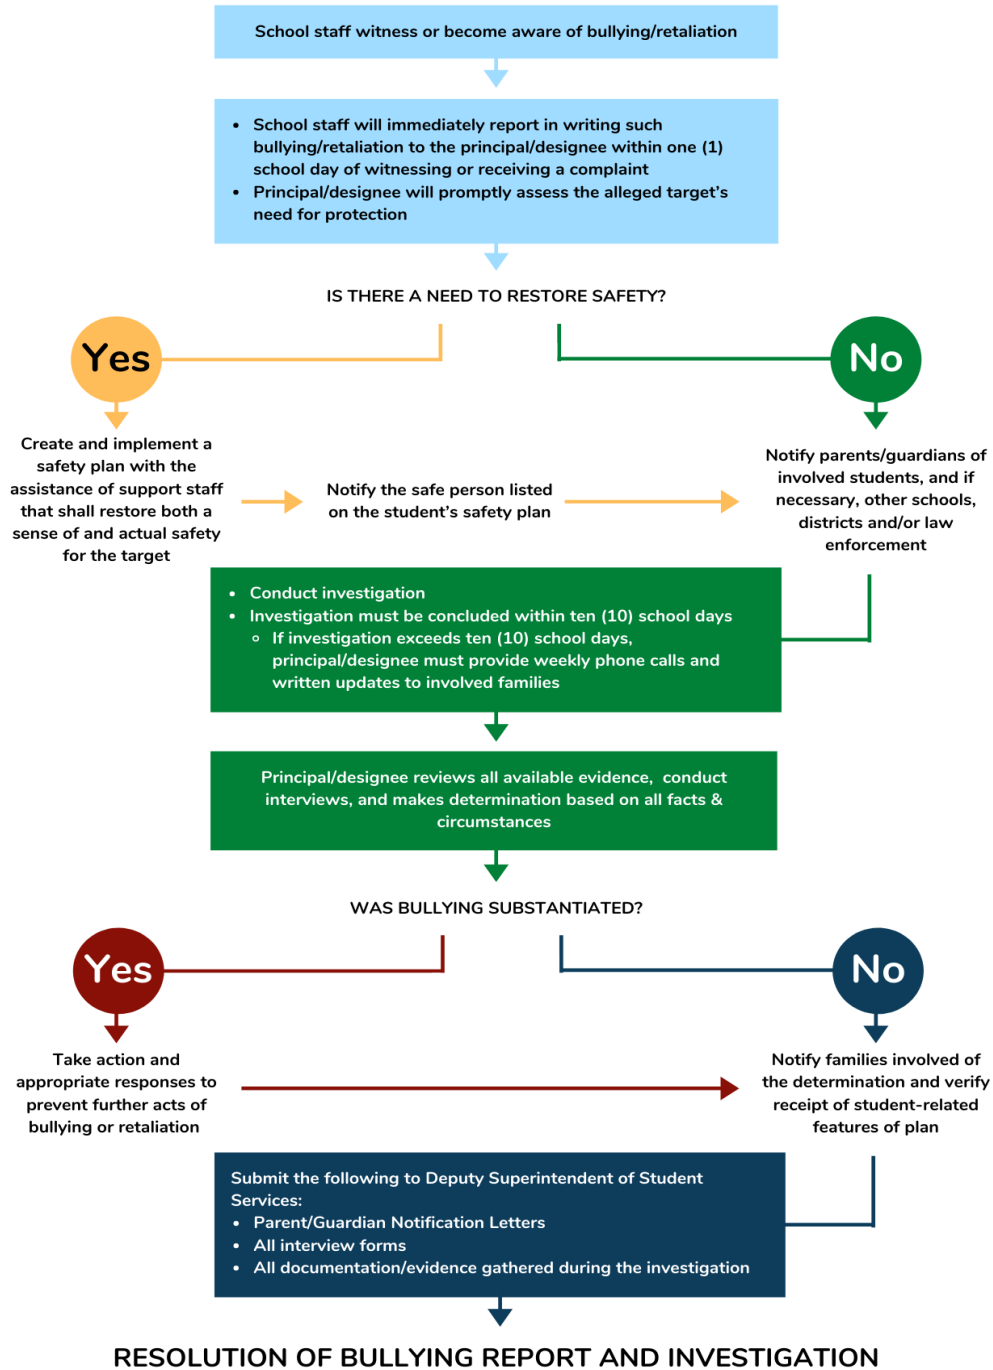 School staff witness or become aware of bullying/retaliation
• School staff will immediately report in writing such
bullying/retaliation to the principal/designee within one (1)
school day of witnessing or receiving a complaint
• Principal/designee will promptly assess the alleged target's
need for protection
IS THERE A NEED TO RESTORE SAFETY?
Yes
No
Create and implement a
safety plan with the
assistance of support staff
that shall restore both a
sense of and actual safety
for the target
Notify the safe person listed
on the student's safety plan
Notify parents/guardians of
involved students, and if
necessary, other schools,
districts and/or law
enforcement
• Conduct investigation
• Investigation must be concluded within ten (10) school days
◦ If investigation exceeds ten (10) school days,
principal/designee must provide weekly phone calls and
written updates to involved families
Principal/designee reviews all available evidence, conduct
interviews, and makes determination based on all facts &
circumstances
WAS BULLYING SUBSTANTIATED?
Yes
No
Take action and
appropriate responses to
prevent further acts of
bullying or retaliation
Notify families involved of
the determination and verify
receipt of student-related
features of plan
Submit the following to Deputy Superintendent of Student
Services:
• Parent/Guardian Notification Letters
• All interview forms
• All documentation/evidence gathered during the investigation
RESOLUTION OF BULLYING REPORT AND INVESTIGATION